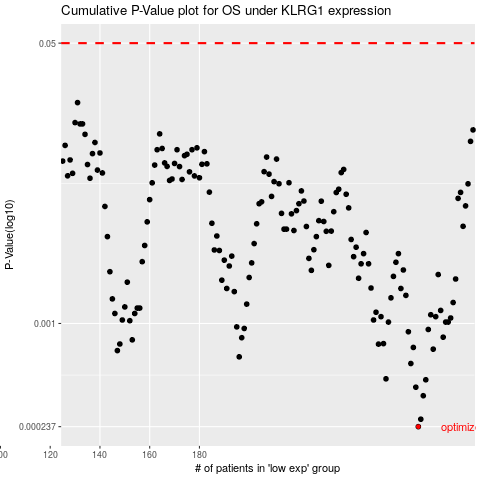 Cumulative P-Value plot for OS under KLRG1 expression
0.05
P-Value(log10)
0.001
0.000237
optimiz
00 120 140 160 180
# of patients in 'low exp' group